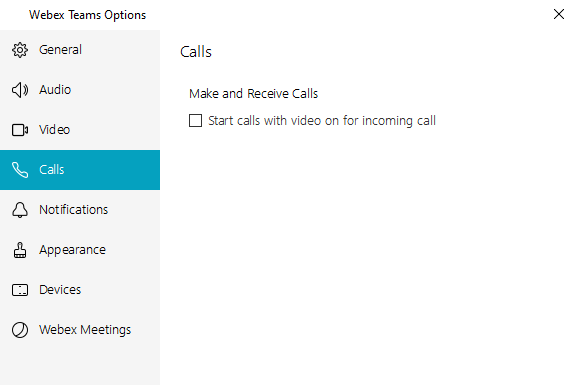 Webex Teams Options
General
Audio
Video
Calls
Notifications
Appearance
Devices
Webex Meetings
Calls
Make and Receive Calls
Start calls with video on for incoming call